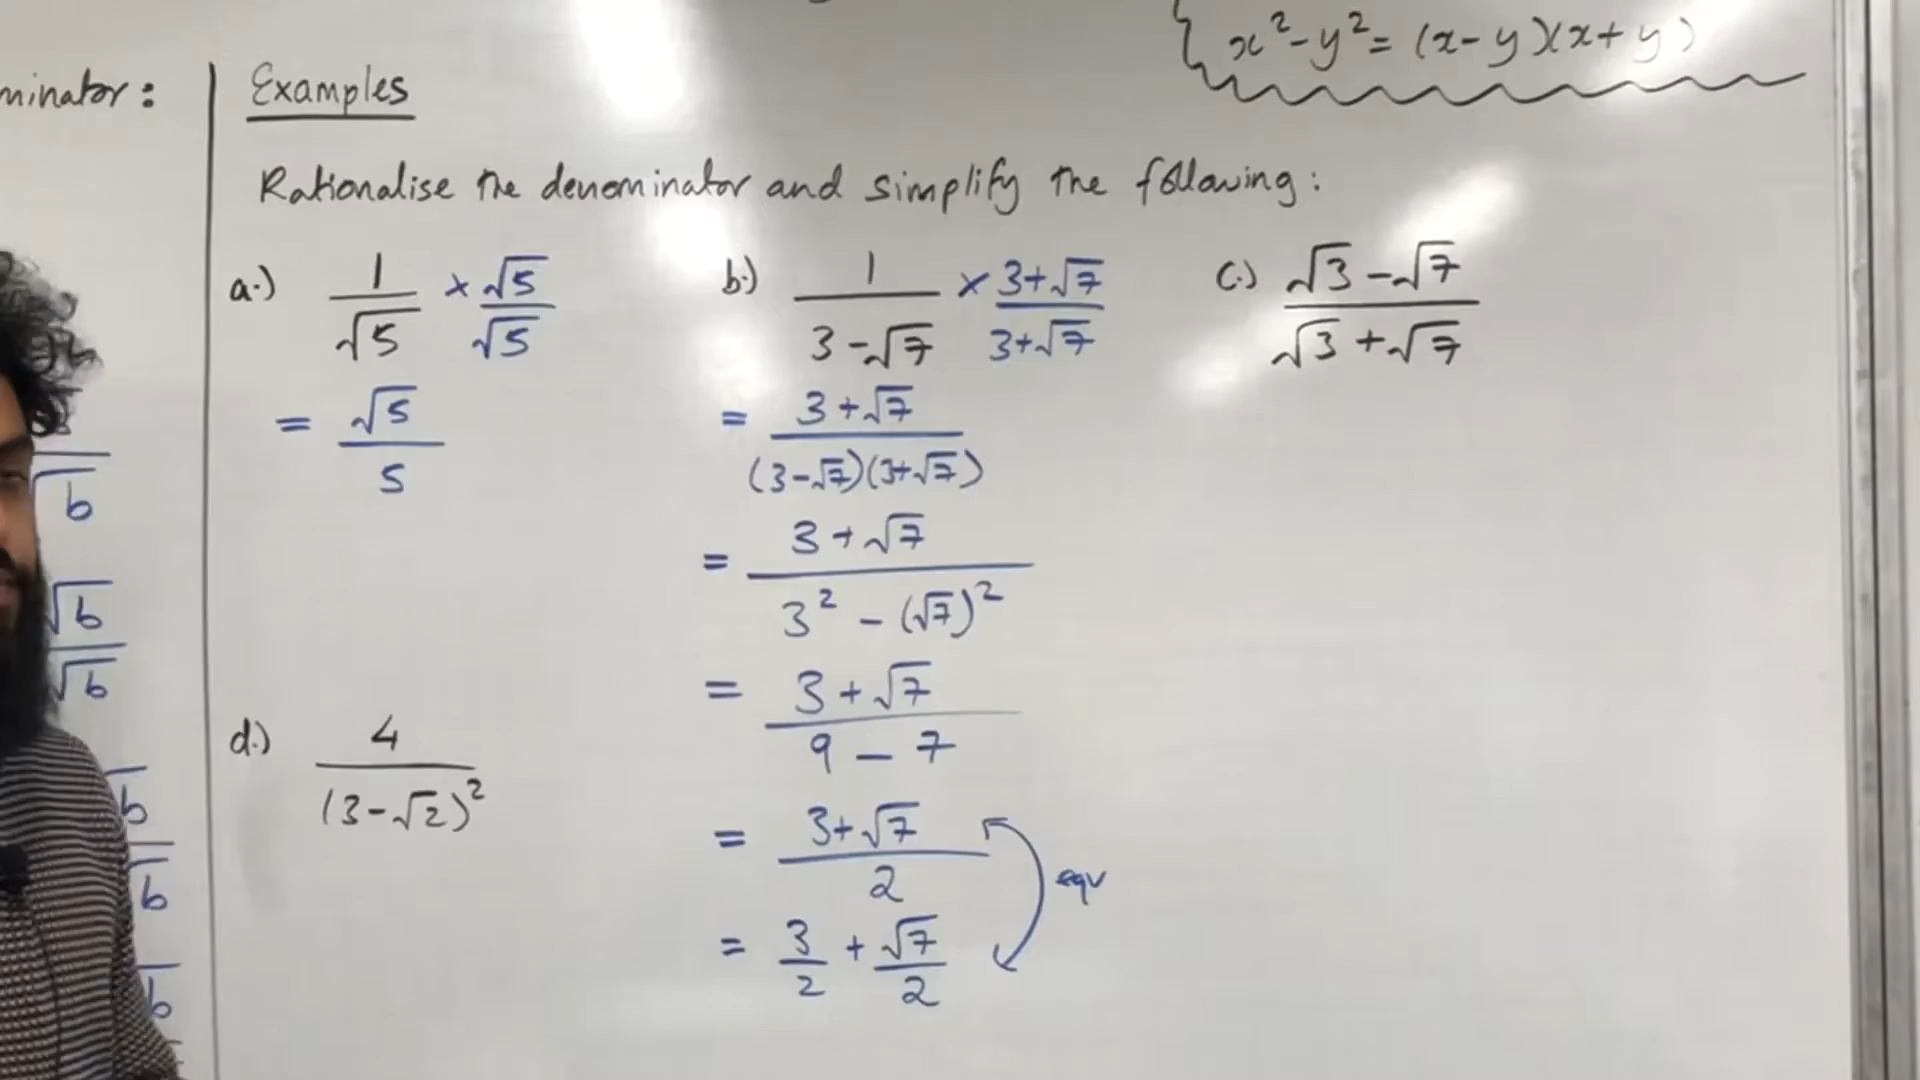 x² - y² = (x - y)(x + y)
minator:
Examples
Rationalise the denominator and simplify the following:
a.) 1/√5 × √5/√5
= √5/5
b.) 1/(3 - √7) × (3 + √7)/(3 + √7)
= (3 + √7)/((3 - √7)(3 + √7))
= (3 + √7)/(3² - (√7)²)
= (3 + √7)/(9 - 7)
= (3 + √7)/2
= 3/2 + √7/2
eqv
c.) (√3 - √7)/(√3 + √7)
d.) 4/(3 - √2)²
√b
√b
√b
b
√b
b